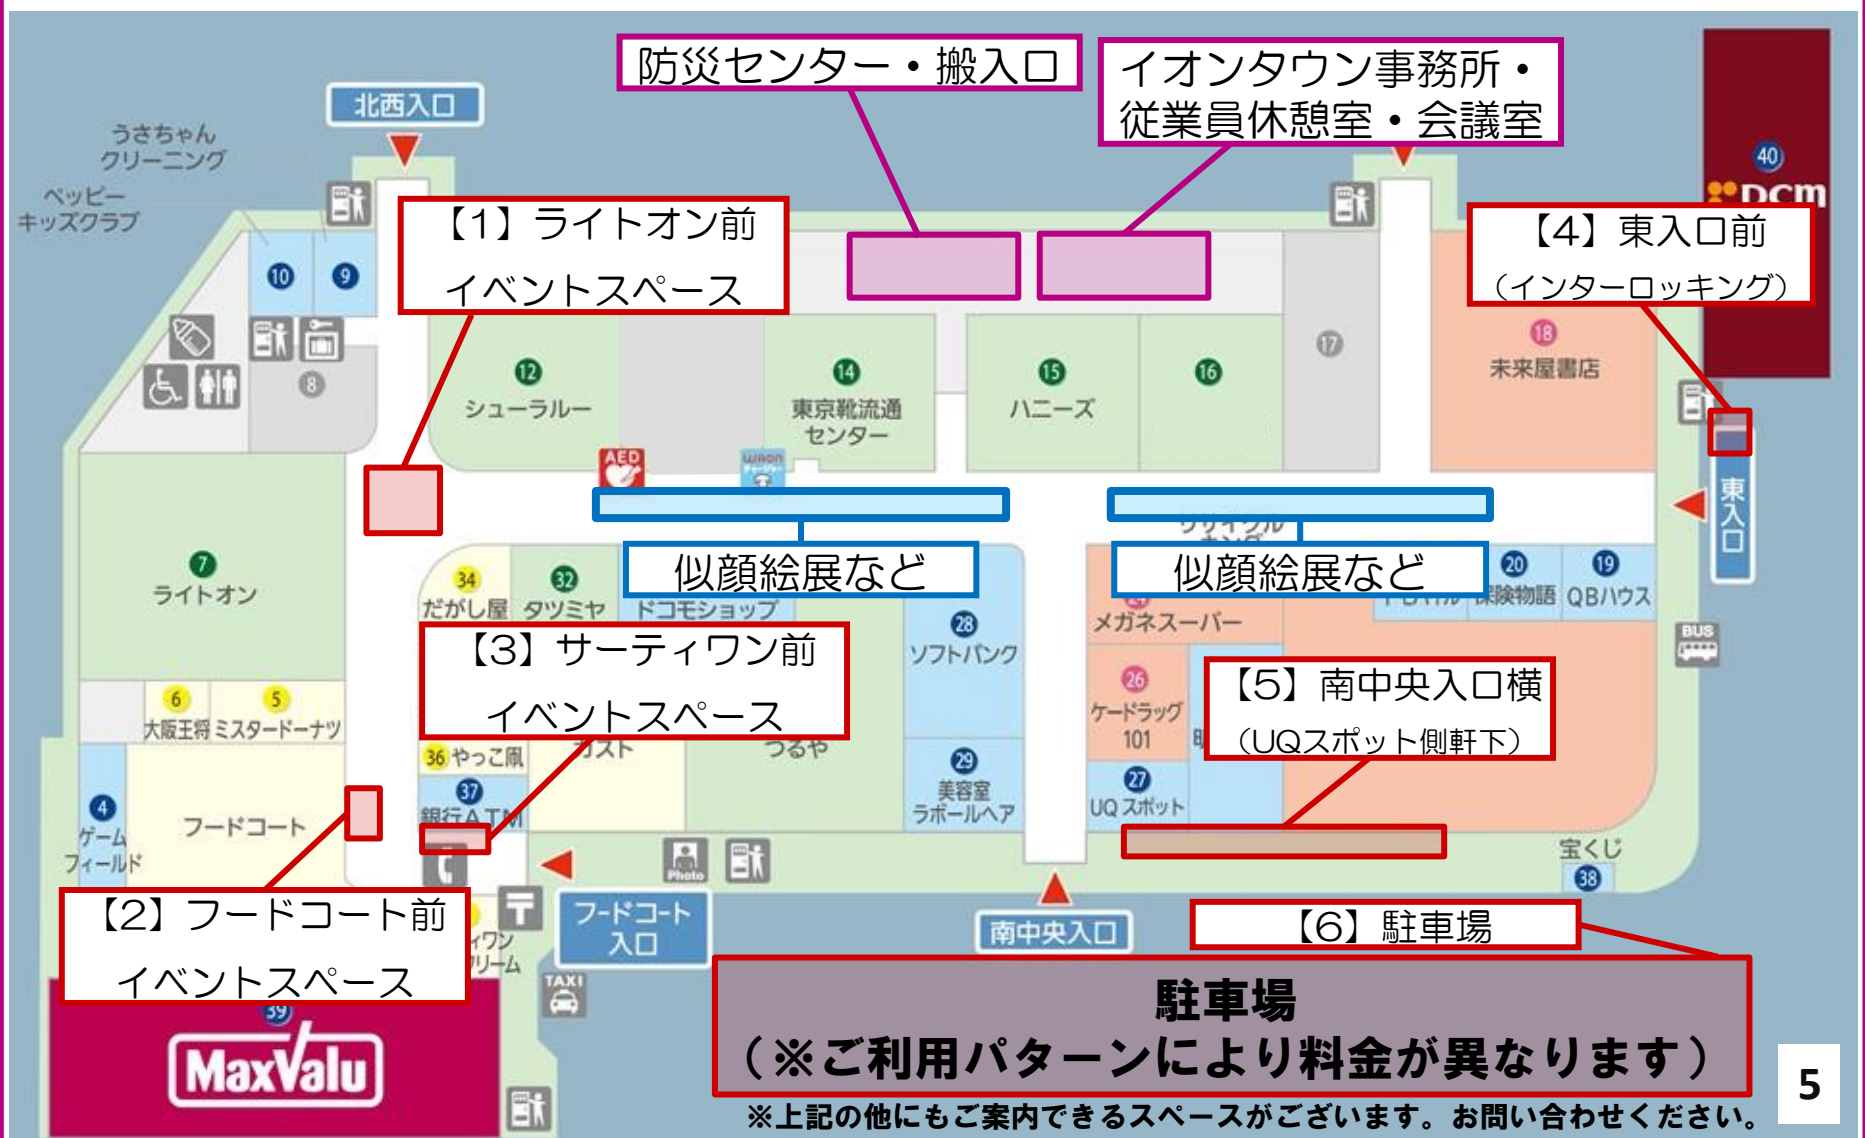 防災センター・搬入口
イオンタウン事務所・
従業員休憩室・会議室
北西入口
うさちゃん
クリーニング
ペッピー
キッズクラブ
40
DCM
【1】ライトオン前
イベントスペース
【4】東入口前
（インターロッキング）
10
9
8
12
シューラルー
14
東京靴流通
センター
15
ハニーズ
16
17
18
未来屋書店
AED
WAON
東入口
リサイクル
似顔絵展など
似顔絵展など
7
ライトオン
34
だがし屋
32
タツミヤ
ドコモショップ
28
ソフトバンク
メガネスーパー
20
保険物語
19
QBハウス
BUS
【3】サーティワン前
イベントスペース
【5】南中央入口横
（UQスポット側軒下）
26
ケードラッグ
101
6
大阪王将
5
ミスタードーナツ
36
やっこ凧
ガスト
つるや
29
美容室
ラポールヘア
27
UQ スポット
4
ゲーム
フィールド
フードコート
37
銀行ATM
Photo
宝くじ
38
【2】フードコート前
イベントスペース
フードコート
入口
南中央入口
【6】駐車場
TAXI
39
MaxValu
駐車場
（※ご利用パターンにより料金が異なります）
※上記の他にもご案内できるスペースがございます。お問い合わせください。
5